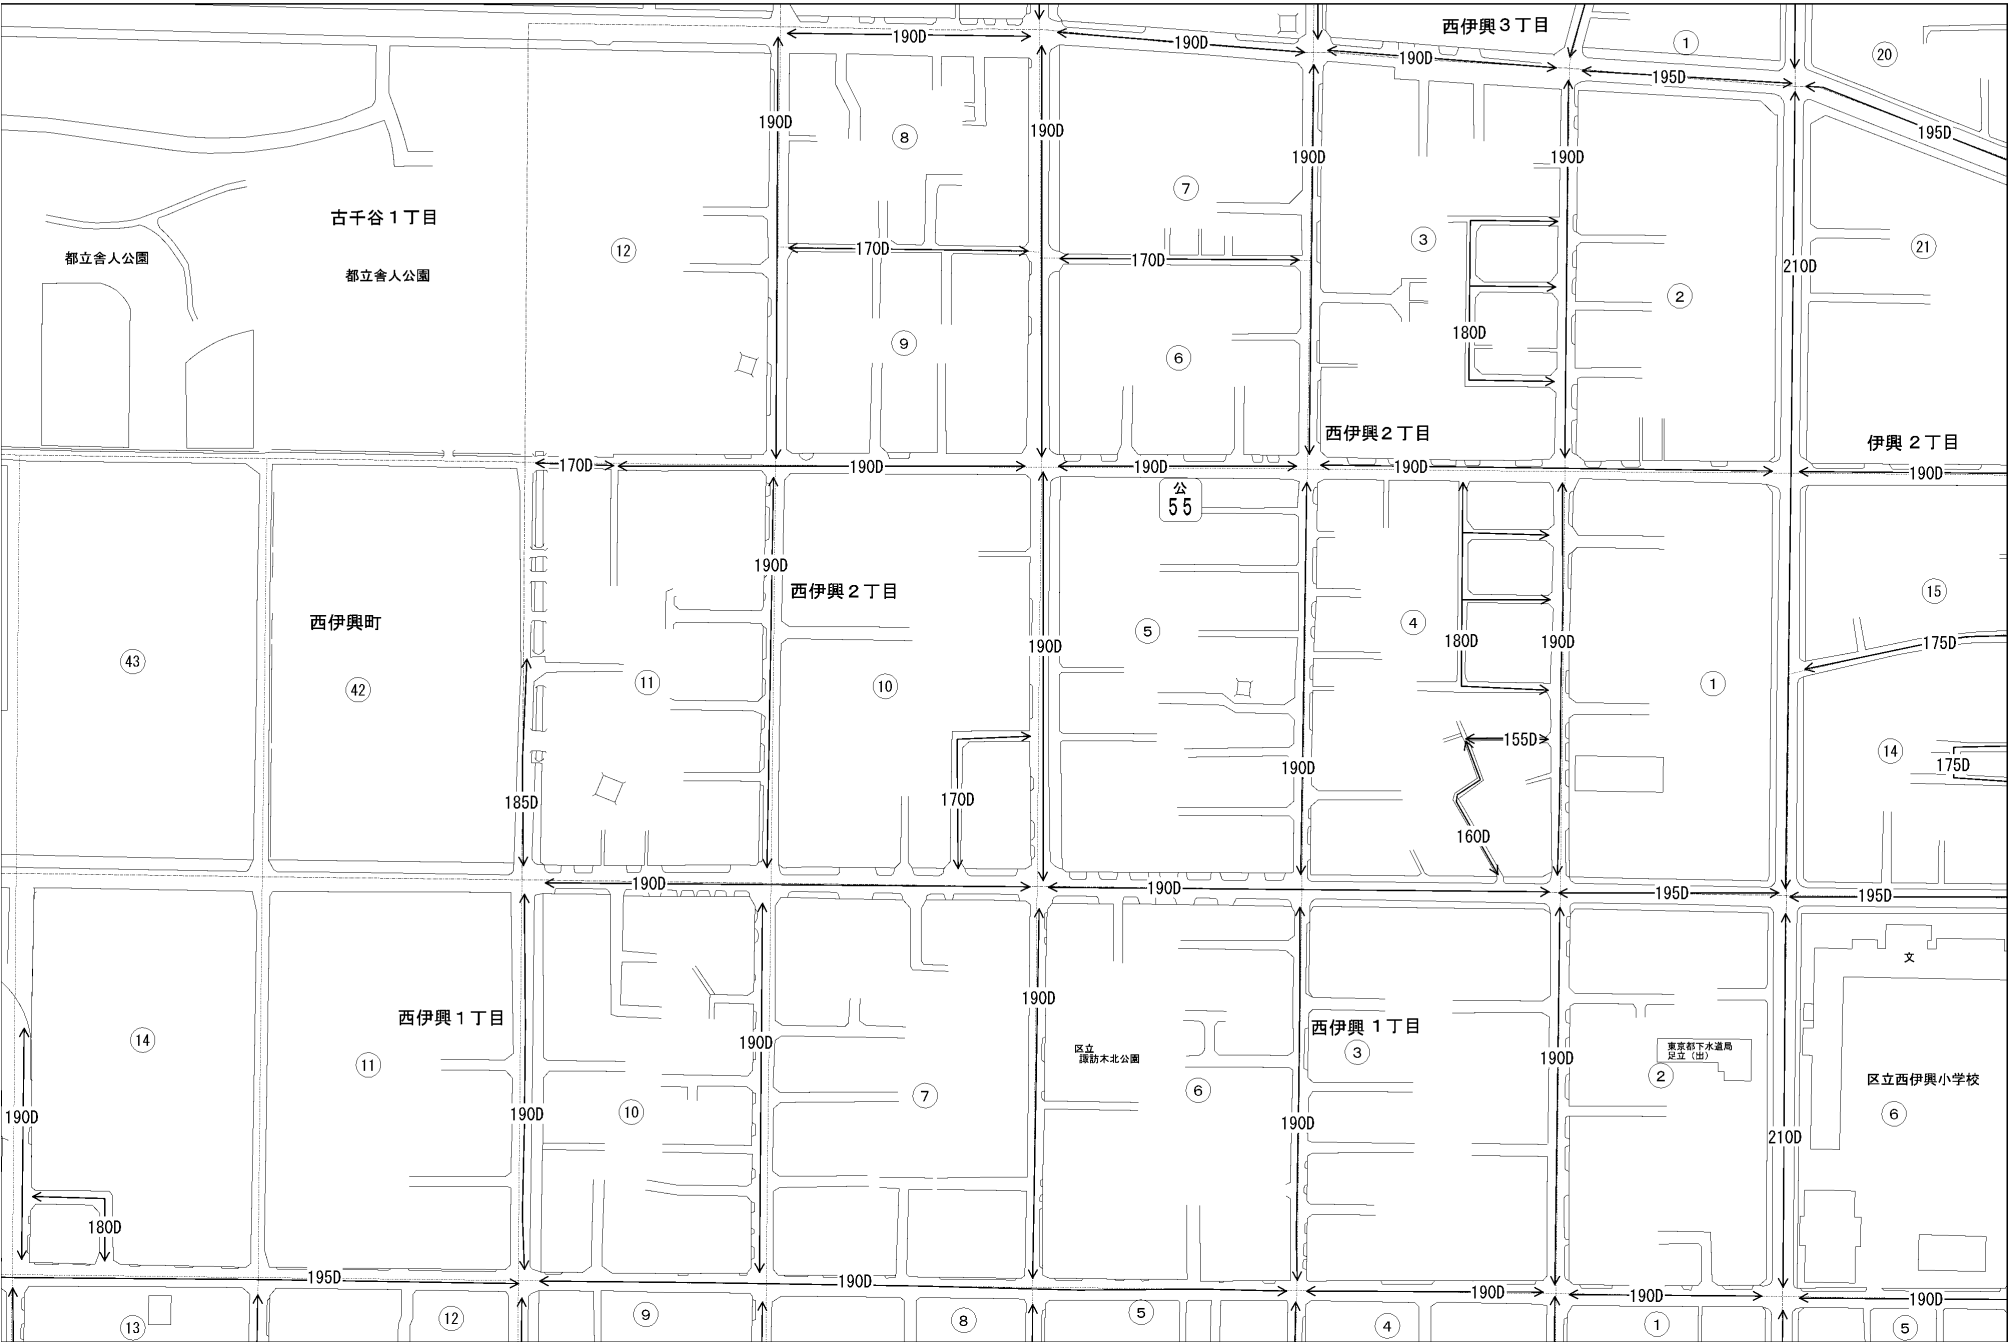 西伊興３丁目
①
⑳
190D
190D
190D
195D
195D
190D
190D
190D
190D
⑧
⑦
古千谷１丁目
都立舎人公園
都立舎人公園
⑫
170D
170D
③
②
210D
㉑
⑨
⑥
180D
西伊興２丁目
伊興２丁目
170D
190D
190D
190D
190D
公
55
190D
西伊興２丁目
西伊興町
⑤
④
⑮
190D
180D
190D
175D
㊸
㊷
⑪
⑩
①
155D
⑭
175D
190D
185D
170D
160D
190D
190D
195D
195D
文
190D
西伊興１丁目
西伊興１丁目
⑭
⑪
190D
区立
諏訪木北公園
③
190D
東京都下水道局
足立（出）
②
区立西伊興小学校
⑥
190D
190D
⑩
⑦
⑥
190D
210D
180D
195D
190D
190D
190D
190D
⑬
⑫
⑨
⑧
⑤
④
①
⑤